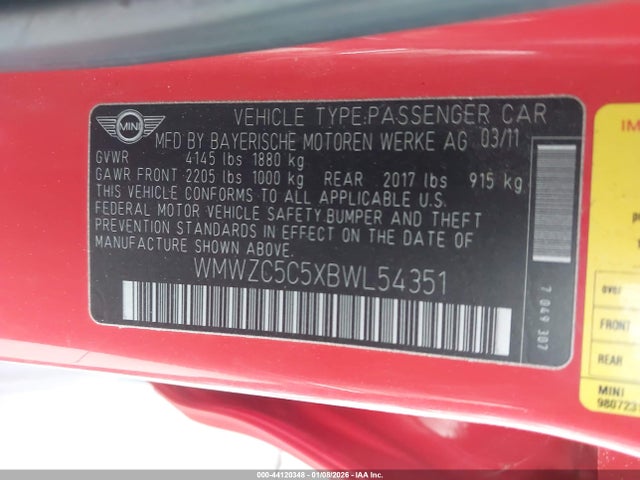 MINI
VEHICLE TYPE:PASSENGER CAR
MFD BY BAYERISCHE MOTOREN WERKE AG 03/11
GVWR 4145 lbs 1880 kg
GAWR FRONT 2205 lbs 1000 kg REAR 2017 lbs 915 kg
THIS VEHICLE CONFORMS TO ALL APPLICABLE U.S.
FEDERAL MOTOR VEHICLE SAFETY,BUMPER AND THEFT
PREVENTION STANDARDS IN EFFECT ON THE DATE OF
MANUFACTURE SHOWN ABOVE.
WMWZC5C5XBWL54351
7 049 307
IM
FRONT
REAR
MINI
980723
000-44120348 - 01/08/2026 - IAA Inc.